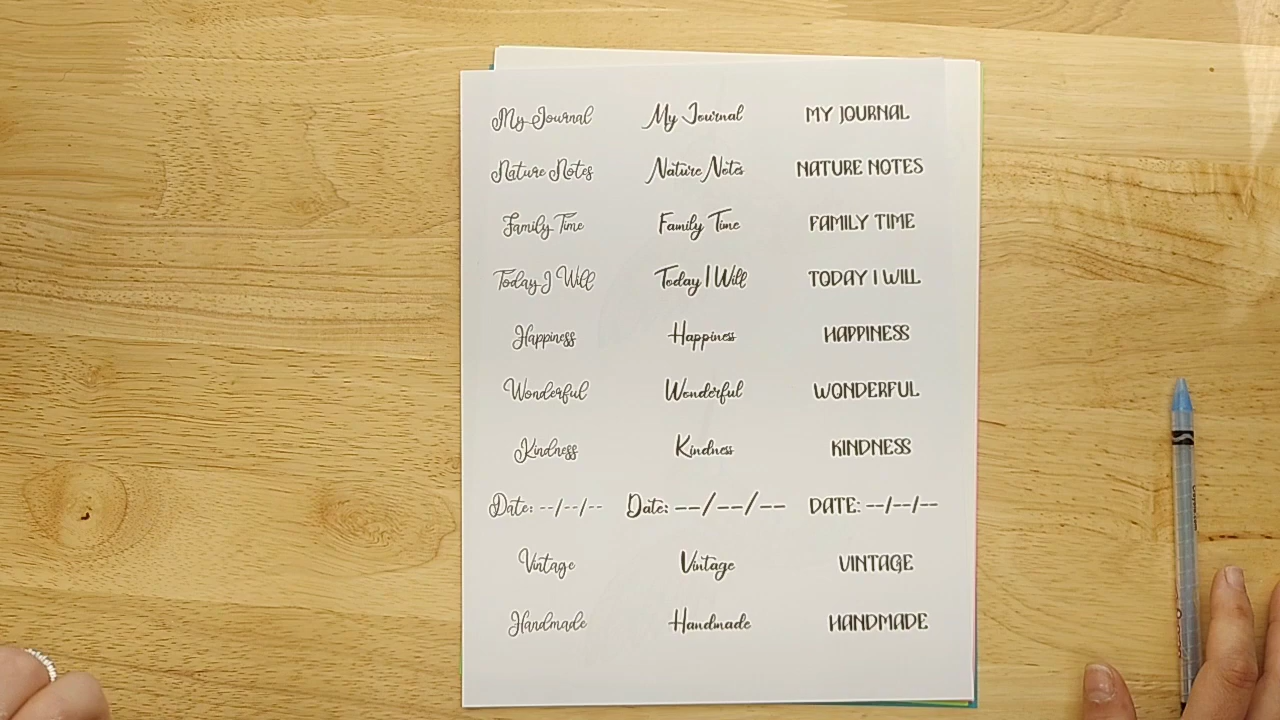 My Journal My Journal MY JOURNAL
Nature Notes Nature Notes NATURE NOTES
Family Time Family Time FAMILY TIME
Today I Will Today I Will TODAY I WILL
Happiness Happiness HAPPINESS
Wonderful Wonderful WONDERFUL
Kindness Kindness KINDNESS
Date: --/--/-- Date: --/--/-- DATE: --/--/--
Vintage Vintage VINTAGE
Handmade Handmade HANDMADE